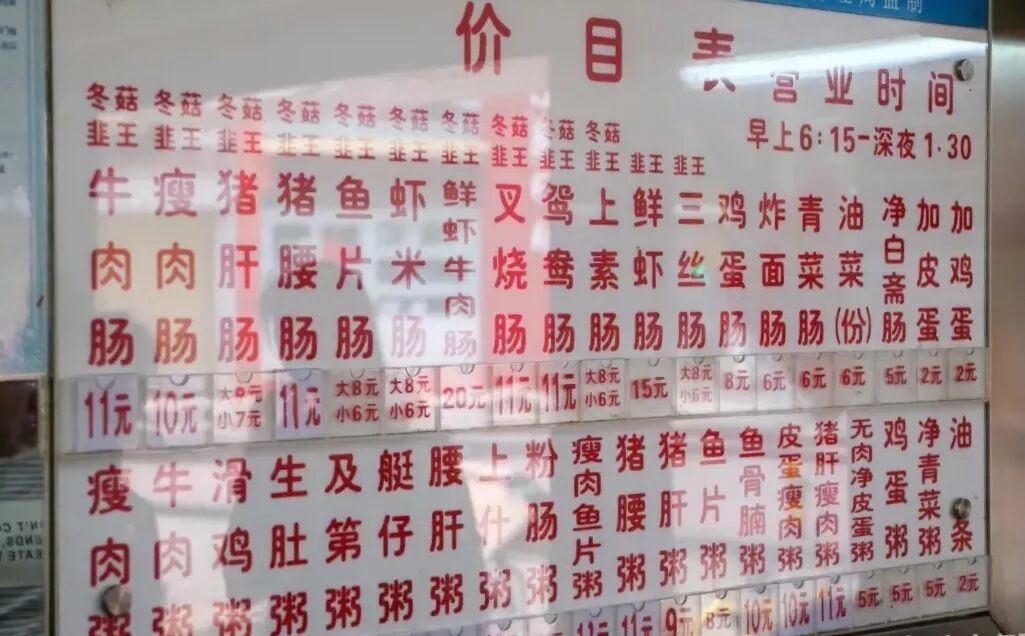 价目表
营业时间
早上6:15-深夜1.30
冬菇韭王牛肉肠
11元
冬菇韭王瘦肉肠
10元
冬菇韭王猪肝肠
大8元
小7元
冬菇韭王猪腰肠
11元
冬菇韭王鱼片肠
大8元
小6元
冬菇韭王虾米肠
大8元
小6元
冬菇韭王鲜虾牛肉肠
20元
冬菇韭王叉烧肠
11元
冬菇韭王鸳鸯肠
11元
冬菇韭王上素肠
大8元
小6元
韭王鲜虾肠
15元
韭王三丝肠
大8元
小6元
鸡蛋肠
8元
炸面肠
6元
青菜肠
6元
油菜(份)
6元
净白斋肠
5元
加皮蛋
2元
加鸡蛋
2元
瘦肉粥
牛肉粥
滑鸡粥
生肚粥
及第粥
艇仔粥
腰肝粥
上什粥
粉肠粥
瘦肉鱼片粥
11元
猪腰粥
11元
猪肝粥
9元
鱼片粥
8元
鱼骨腩粥
10元
皮蛋瘦肉粥
10元
猪肝瘦肉粥
11元
无肉净皮蛋粥
5元
鸡蛋粥
5元
净青菜粥
5元
油条
2元